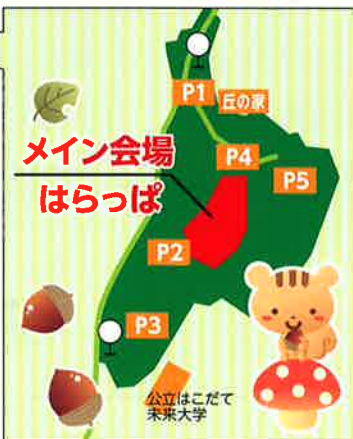 P1
丘の家
メイン会場
はらっぱ
P4
P5
P2
P3
公立はこだて
未来大学